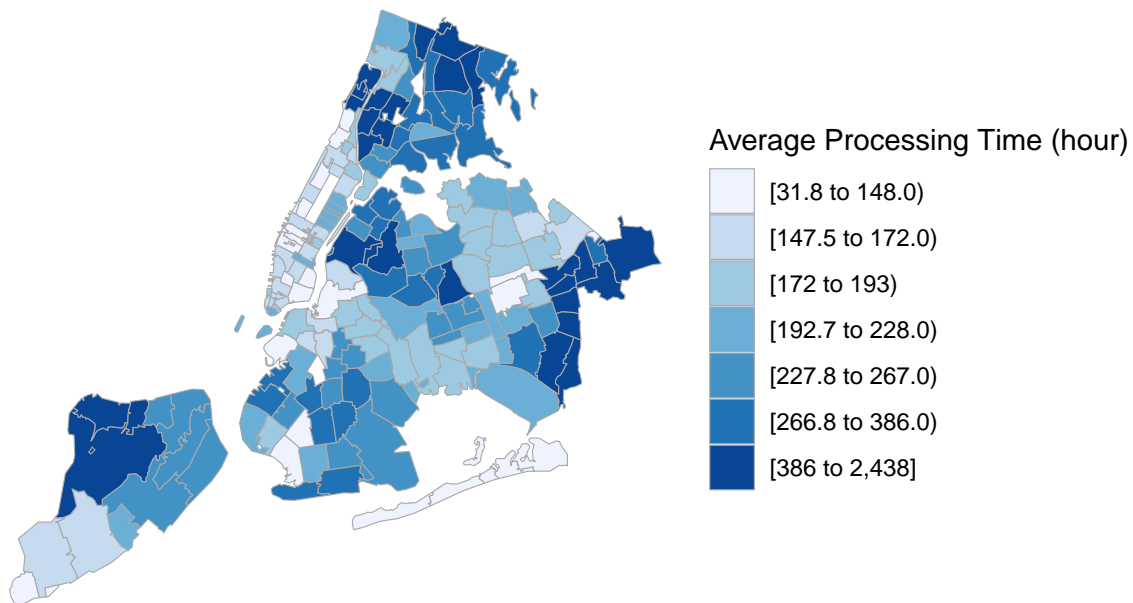 Average Processing Time (hour)
[31.8 to 148.0)
[147.5 to 172.0)
[172 to 193)
[192.7 to 228.0)
[227.8 to 267.0)
[266.8 to 386.0)
[386 to 2,438]